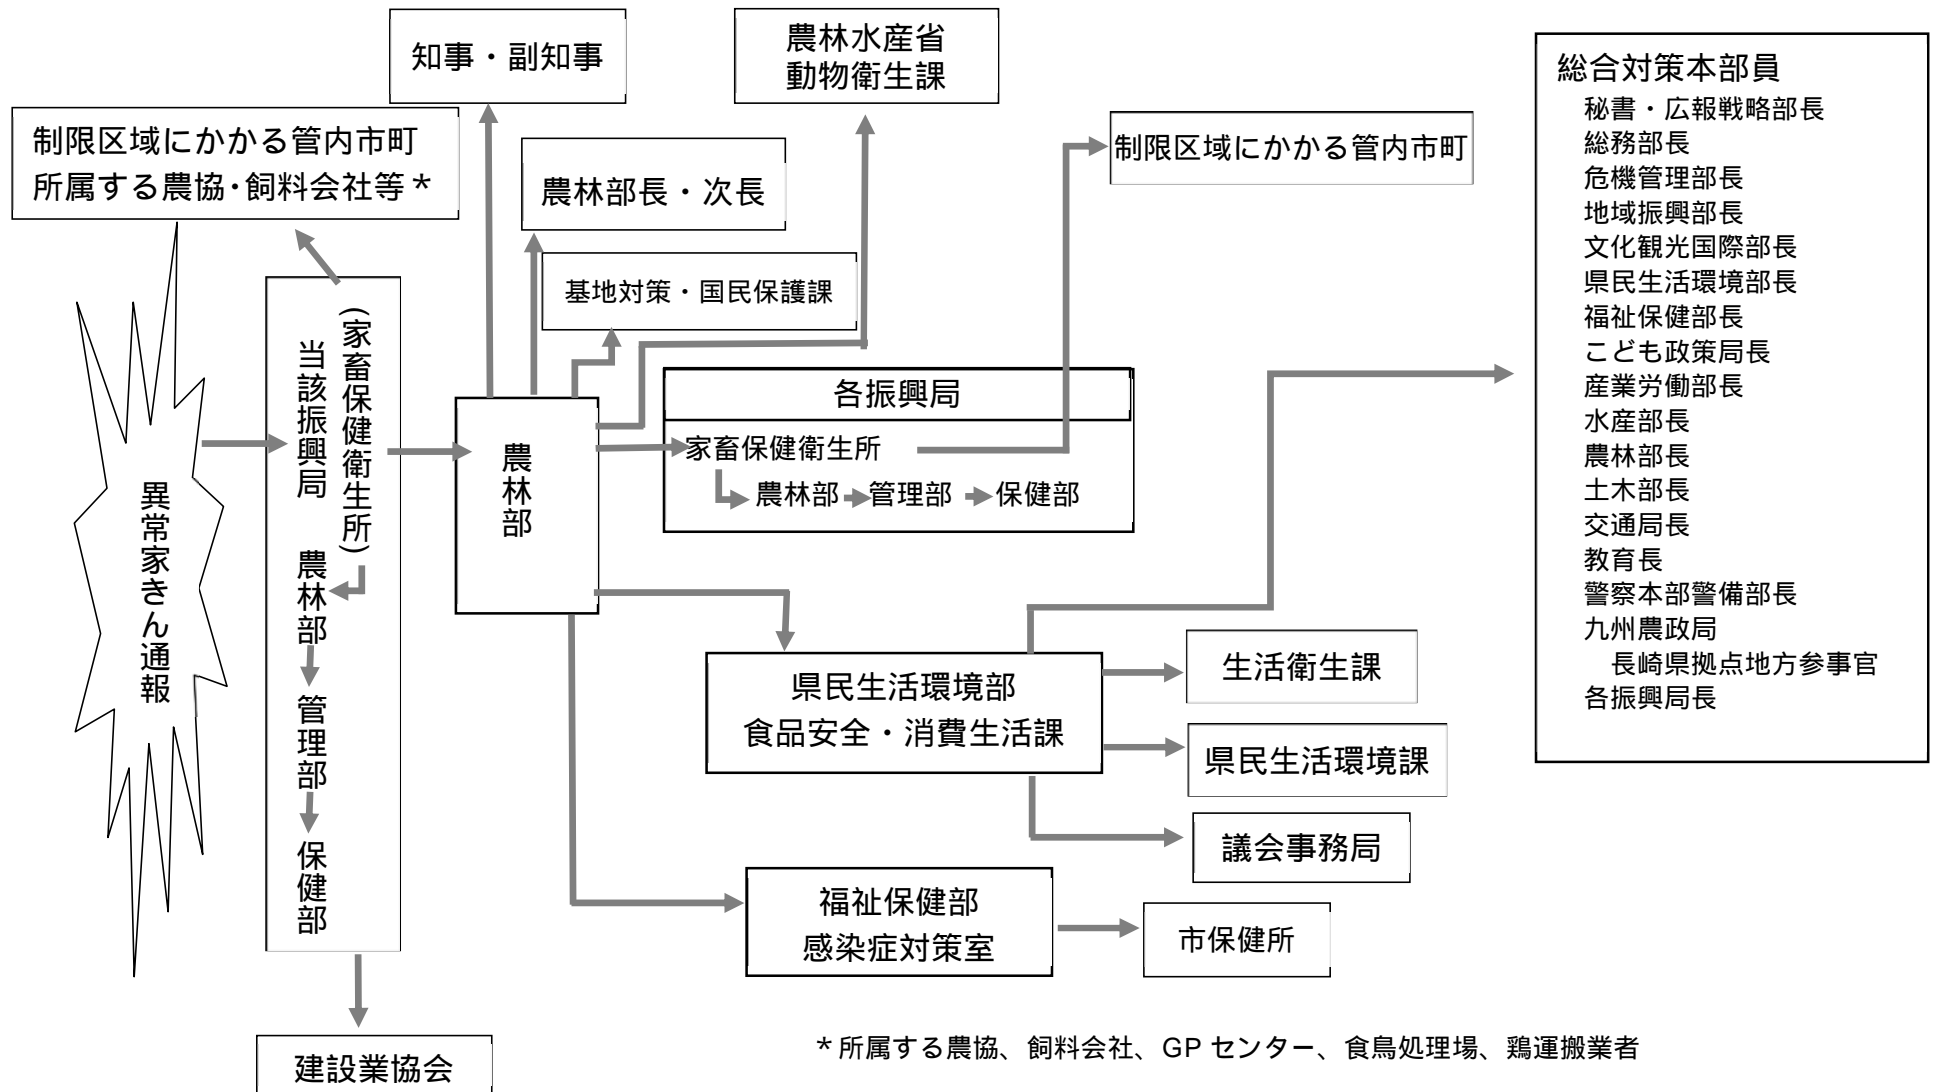 知事・副知事
農林水産省
動物衛生課
制限区域にかかる管内市町
所属する農協・飼料会社等*
農林部長・次長
制限区域にかかる管内市町
基地対策・国民保護課
異常家きん通報
当該振興局
(家畜保健衛生所)
農林部
管理部
保健部
建設業協会
農林部
各振興局
家畜保健衛生所
農林部
管理部
保健部
県民生活環境部
食品安全・消費生活課
生活衛生課
県民生活環境課
議会事務局
福祉保健部
感染症対策室
市保健所
総合対策本部員
秘書・広報戦略部長
総務部長
危機管理部長
地域振興部長
文化観光国際部長
県民生活環境部長
福祉保健部長
こども政策局長
産業労働部長
水産部長
農林部長
土木部長
交通局長
教育長
警察本部警備部長
九州農政局
長崎県拠点地方参事官
各振興局長
*所属する農協、飼料会社、GP センター、食鳥処理場、鶏運搬業者